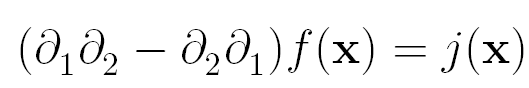 (∂₁∂₂ − ∂₂∂₁)f(𝐱) = j(𝐱)